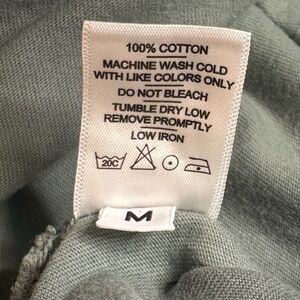 100% COTTON
MACHINE WASH COLD
WITH LIKE COLORS ONLY
DO NOT BLEACH
TUMBLE DRY LOW
REMOVE PROMPTLY
LOW IRON
20C
M